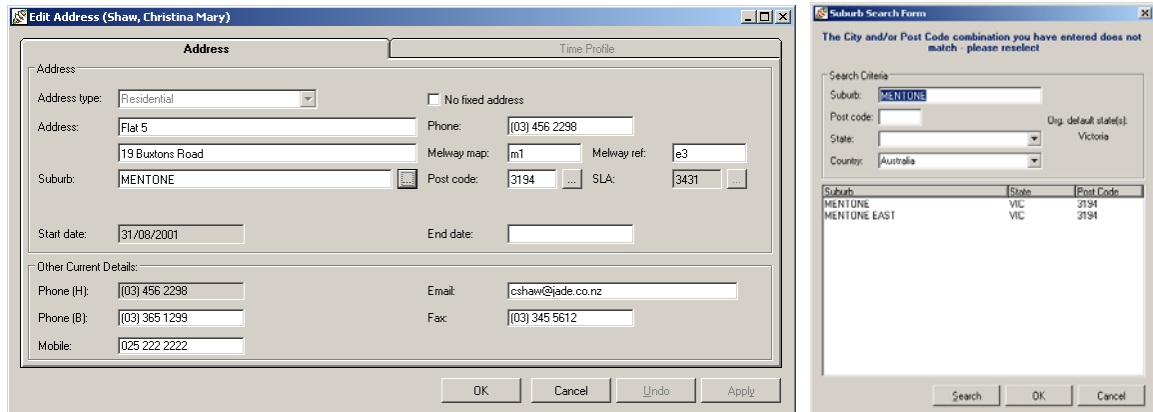 Edit Address (Shaw, Christina Mary)
Address Time Profile
Address
Address type: Residential No fixed address
Address: Flat 5 Phone: (03) 456 2298
19 Buxtons Road Melway map: m1 Melway ref: e3
Suburb: MENTONE ... Post code: 3194 ... SLA: 3431 ...
Start date: 31/08/2001 End date:
Other Current Details:
Phone (H): (03) 456 2298 Email: cshaw@jade.co.nz
Phone (B): (03) 365 1299 Fax: (03) 345 5612
Mobile: 025 222 2222
OK Cancel Undo Apply
Suburb Search Form
The City and/or Post Code combination you have entered does not
match - please reselect
Search Criteria
Suburb: MENTONE
Post code: Org. default state(s):
State: Victoria
Country: Australia
Suburb State Post Code
MENTONE VIC 3194
MENTONE EAST VIC 3194
Search OK Cancel